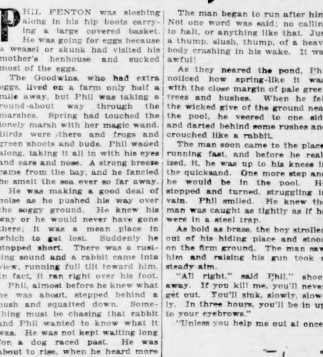 PHIL FENTON was sloshing
along in his hip boots carry-
ing a large covered basket.
He was going for eggs because
a weasel or skunk had visited his
mother's henhouse and sucked
most of the eggs.
The Goodwins, who had extra
eggs, lived on a farm only half a
mile away, but Phil was taking a
round-about way through the
marshes. Spring had touched the
lonely marsh with her magic wand.
Birds were there and frogs and
green shoots and buds. Phil waded
along, taking it all in with his eyes
and ears and nose. A strong breeze
came from the bay, and he fancied
he smelt the sea ever so far away.
He was making a good deal of
noise as he pushed his way over
the soggy ground. He knew his
way or he would never have gone
there; it was a mean place in
which to get lost. Suddenly he
stopped short. There was a rust-
ling sound and a rabbit came into
view, running full tilt toward him.
In fact, it ran right over his foot.
Phil, almost before he knew what
he was about, stepped behind a
bush and squatted down. Some-
thing must be chasing that rabbit
and Phil wanted to know what it
was. He was not kept waiting long
for a dog raced past. He was
about to rise, when he heard more
The man began to run after him.
Not one word was said; no calling
to halt, or anything like that. Just
a thump, slush, thump, of a heavy
body crashing in his wake. It was
awful!
As they neared the pond, Phil
noticed how spring-like it was
with the close margin of pale green
trees and bushes. When he felt
the wicked give of the ground near
the pool, he veered to one side
and darted behind some rushes and
crouched like a rabbit.
The man soon came to the place
running fast, and before he real-
ized, it, he was up to his knees in
the quicksand. One more step and
he would be in the pool. He
stopped and turned, struggling in
vain. Phil smiled. He knew the
man was caught as tightly as if he
were in a steel trap.
As bold as brass, the boy strolled
out of his hiding place and stood
on the firm ground. The man saw
him and raising his gun took a
steady aim.
"All right," said Phil," shoot
away. If you kill me, you'll never
get out. You'll sink, slowly, slow-
ly. In three hours, you'll be in up
to your eyebrows."
"Unless you help me out at once